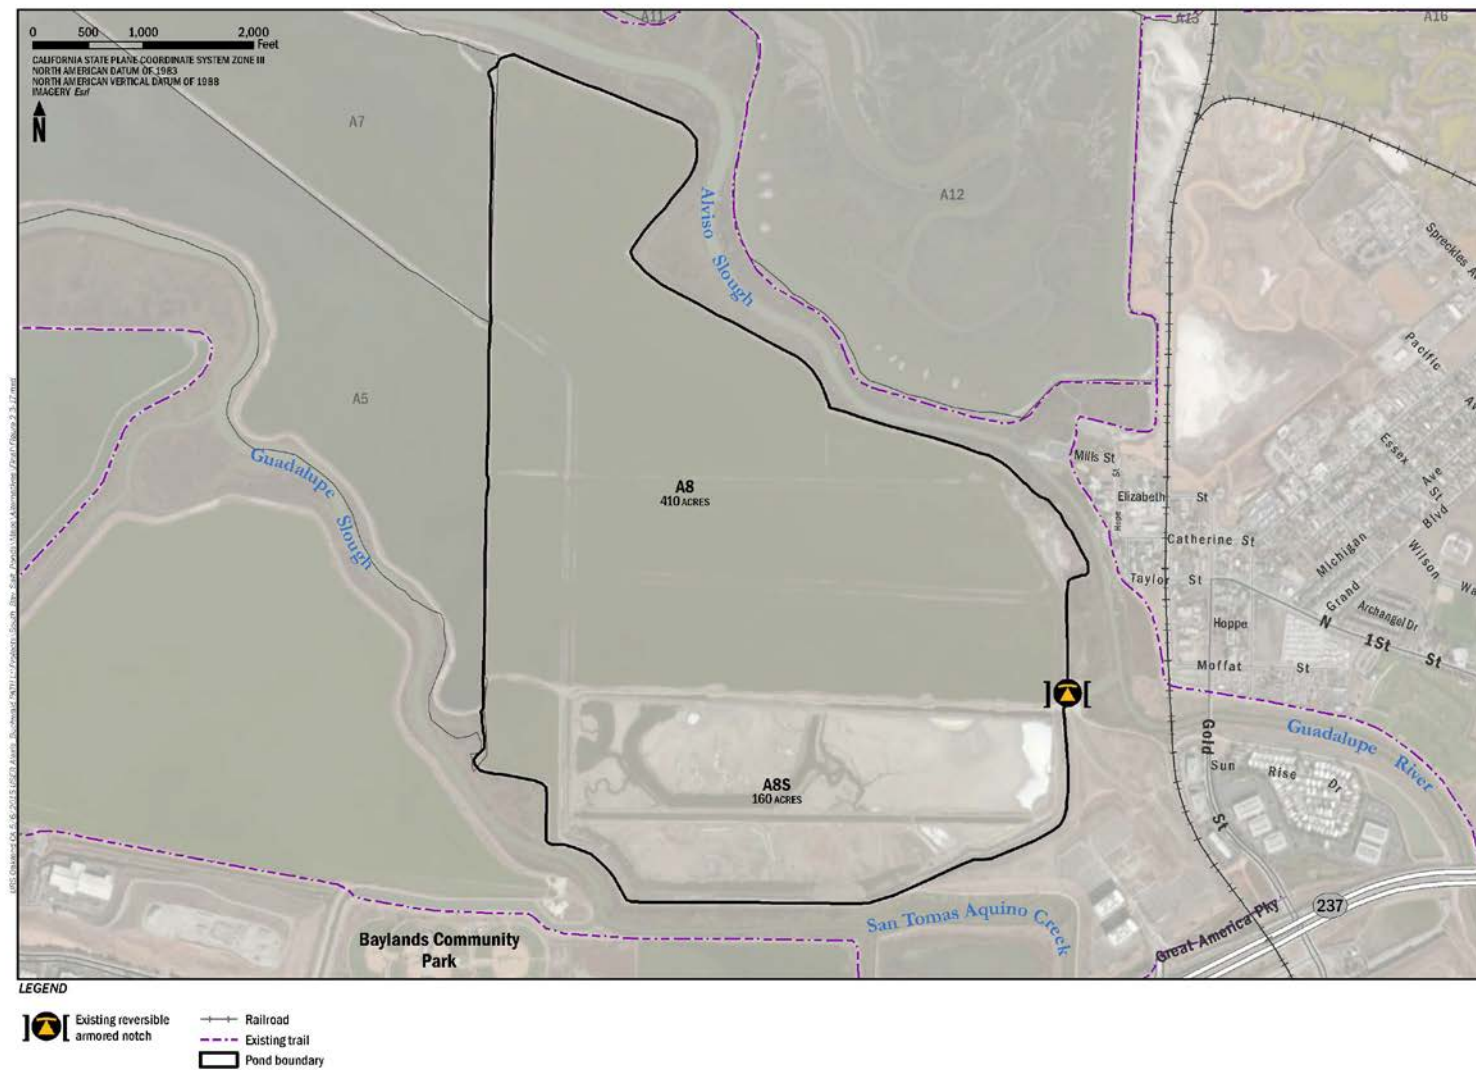 A11
A13
A16
0 500 1,000 2,000
Feet
CALIFORNIA STATE PLANE COORDINATE SYSTEM ZONE III
NORTH AMERICAN DATUM OF 1983
NORTH AMERICAN VERTICAL DATUM OF 1988
IMAGERY Esri
N
A7
A12
Alviso Slough
Spreckles Av
Pacific Av
A5
Essex
Ave
St
Blvd
Guadalupe Slough
Mills St
St
Hope
Elizabeth St
Catherine St
Michigan
Wilson
Wa
A8
410 ACRES
Taylor St
Grand
Archangel Dr
Hoppe
N 1St St
Moffat St
Gold St
Guadalupe River
Sun Rise Dr
A8S
160 ACRES
237
San Tomas Aquino Creek
Great America Pky
Baylands Community
Park
LEGEND
Existing reversible
armored notch
Railroad
Existing trail
Pond boundary